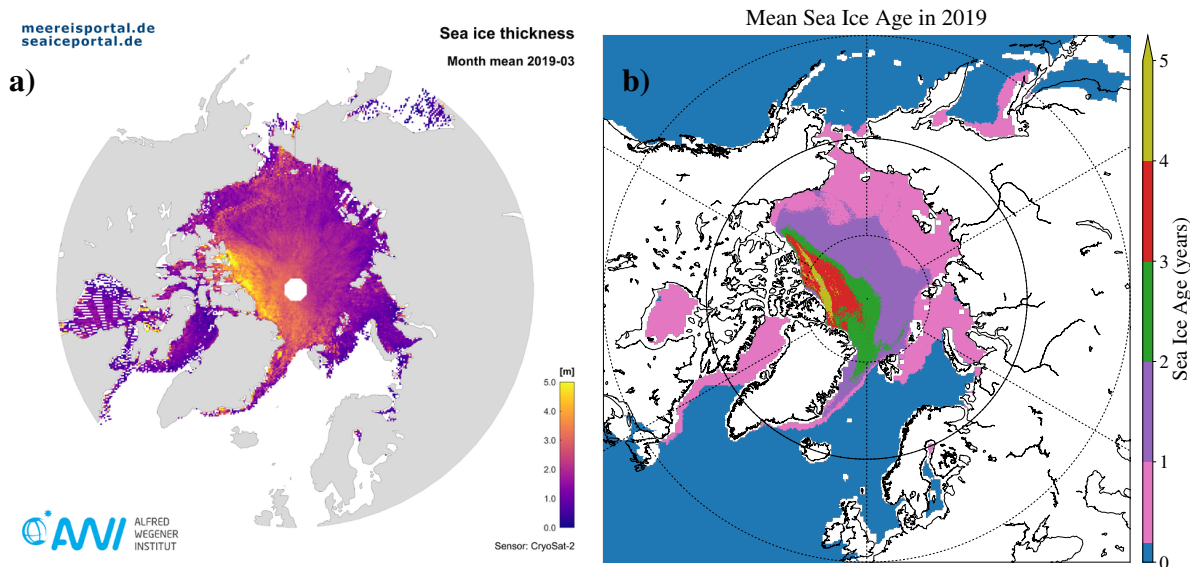 meereisportal.de
seaiceportal.de
Sea ice thickness
Month mean 2019-03
a)
[m]
5.0
4.0
3.0
2.0
1.0
0.0
AWI
ALFRED
WEGENER
INSTITUT
Sensor: CryoSat-2
Mean Sea Ice Age in 2019
b)
5
4
3
2
1
0
Sea Ice Age (years)